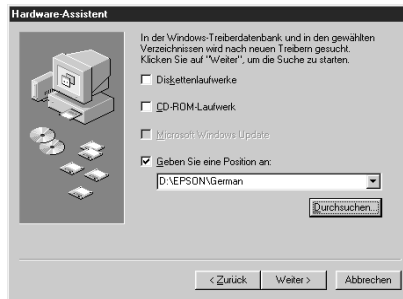 Hardware-Assistent
In der Windows-Treiberdatenbank und in den gewählten
Verzeichnissen wird nach neuen Treibern gesucht.
Klicken Sie auf "Weiter", um die Suche zu starten.
Diskettenlaufwerke
CD-ROM-Laufwerk
Microsoft Windows Update
Geben Sie eine Position an:
D:\EPSON\German
Durchsuchen...
< Zurück Weiter > Abbrechen